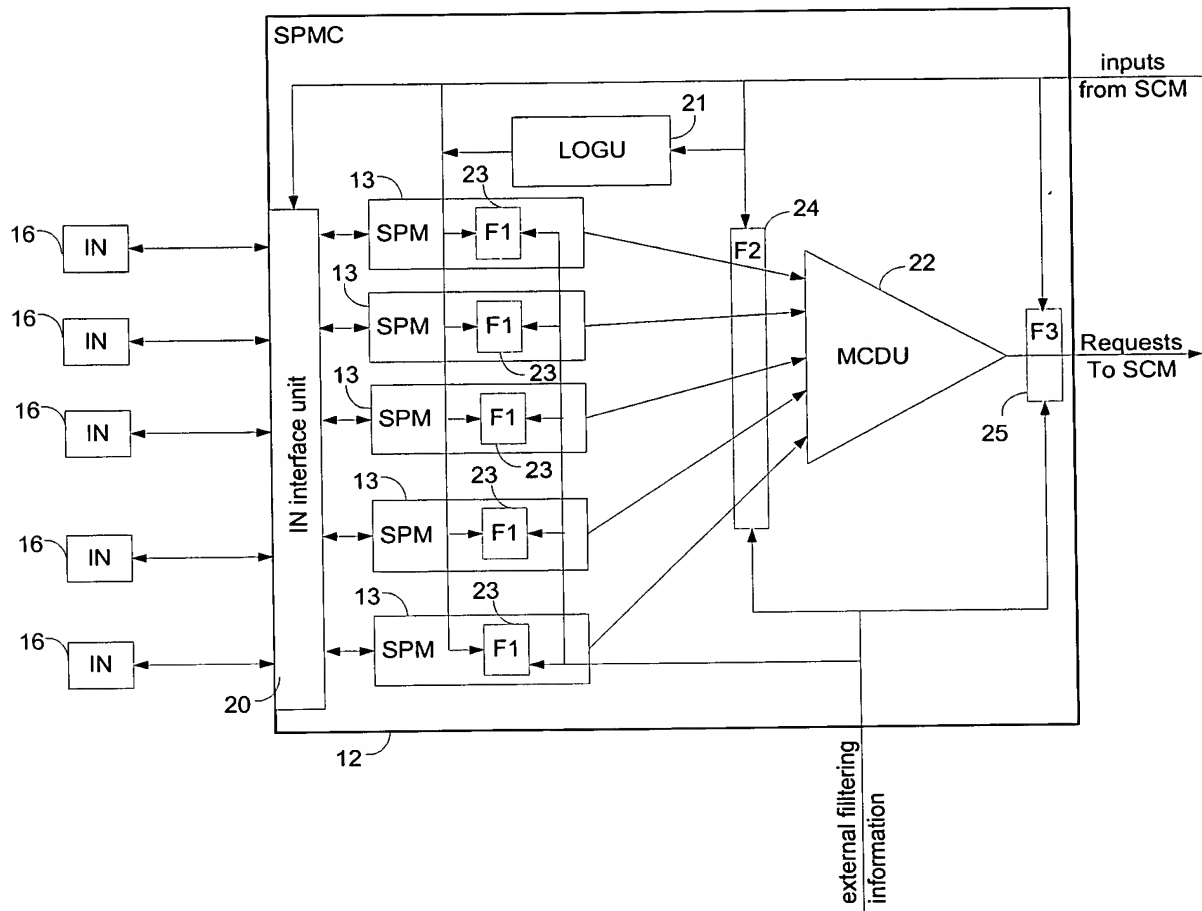 SPMC
inputs
from SCM
21
LOGU
13
23
24
16
IN
SPM
F1
F2
22
13
16
IN
SPM
F1
23
MCDU
F3
Requests
To SCM
13
16
IN
SPM
F1
23
25
IN interface unit
13
23
16
IN
SPM
F1
13
23
16
IN
SPM
F1
20
12
external filltering
information